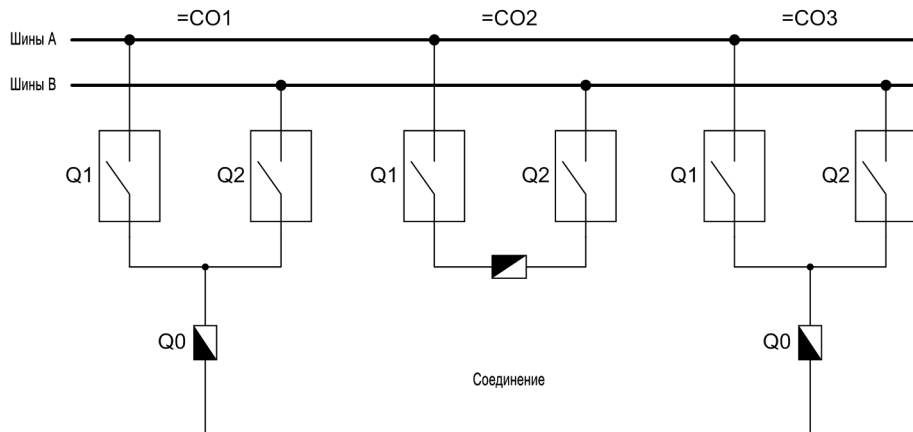 =CO1 =CO2 =CO3
Шины А
Шины В
Q1 Q2 Q1 Q2 Q1 Q2
Q0 Q0
Соединение